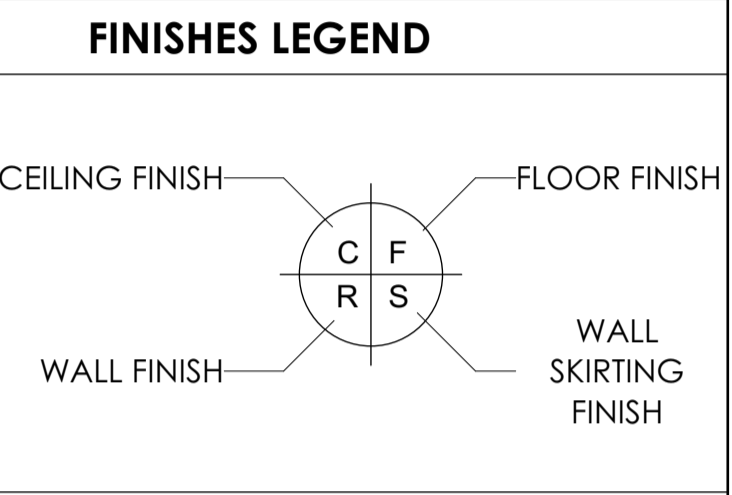 FINISHES LEGEND
CEILING FINISH
FLOOR FINISH
C F
R S
WALL FINISH
WALL
SKIRTING
FINISH